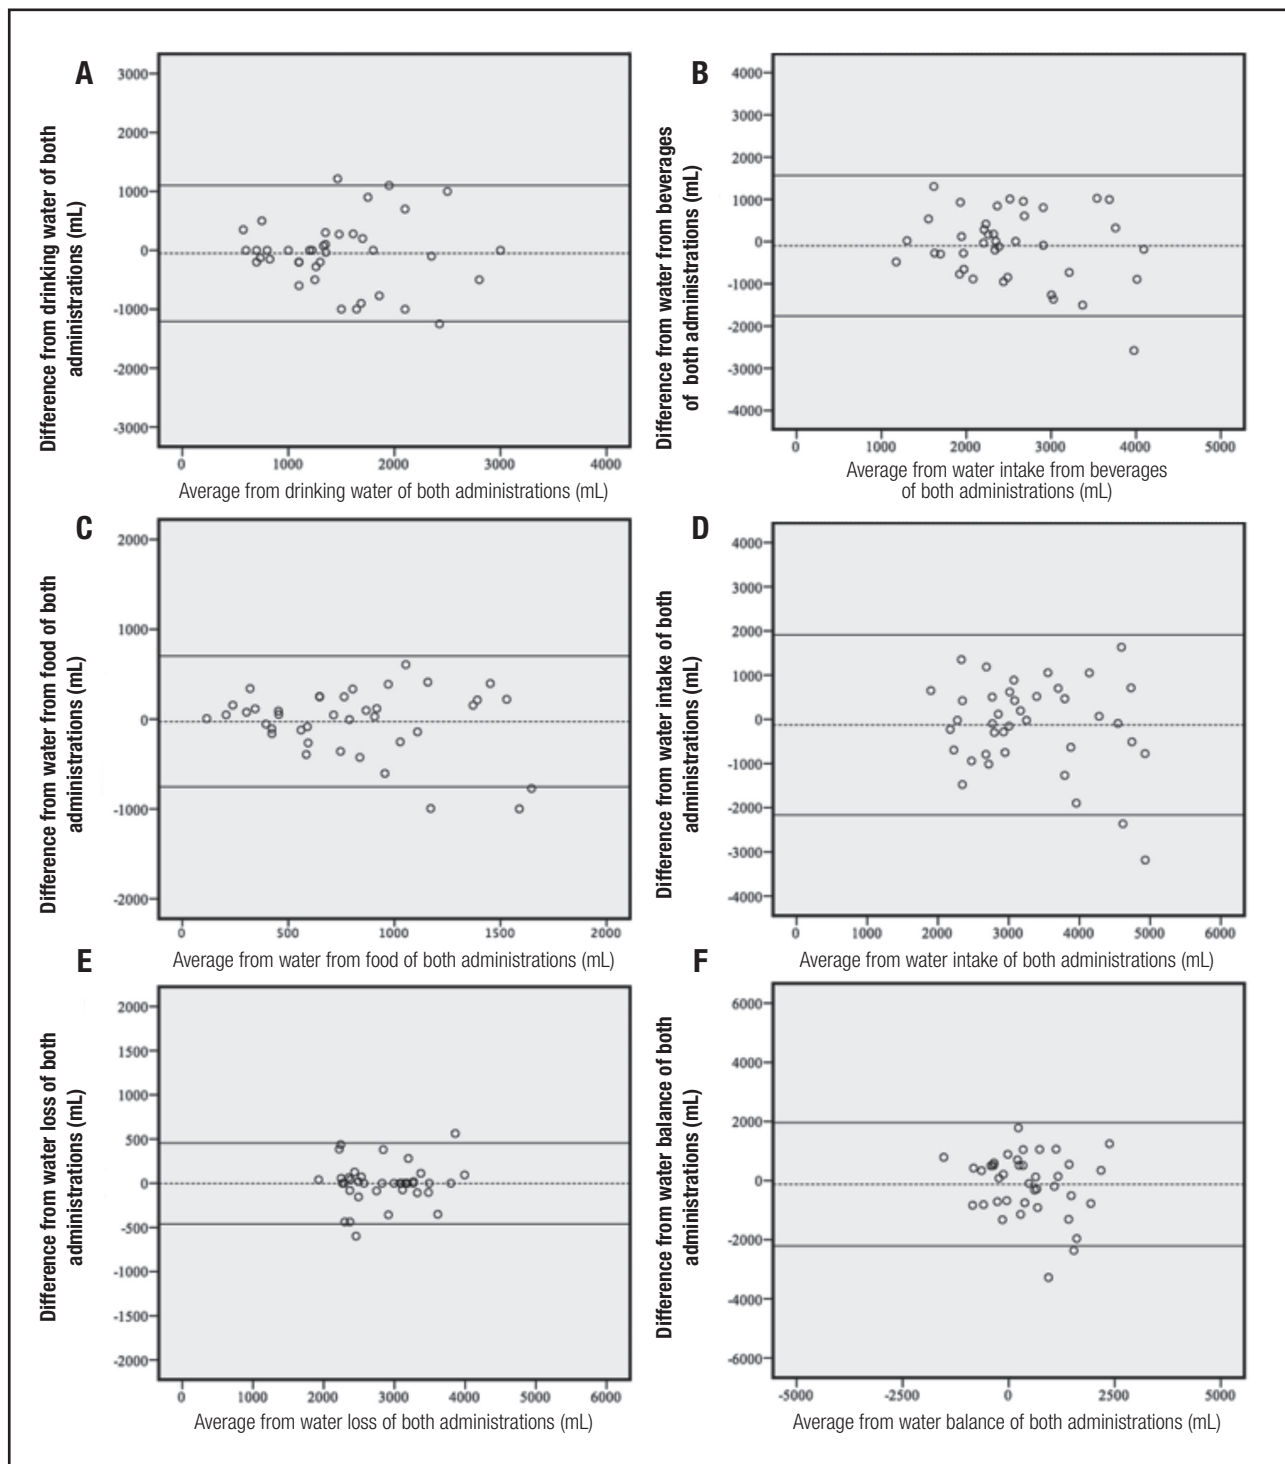 A
Difference from drinking water of both
administrations (mL)
3000
2000
1000
0
-1000
-2000
-3000
0 1000 2000 3000 4000
Average from drinking water of both administrations (mL)
B
Difference from water from beverages
of both administrations (mL)
4000
3000
2000
1000
0
-1000
-2000
-3000
-4000
0 1000 2000 3000 4000 5000
Average from water intake from beverages
of both administrations (mL)
C
Difference from water from food of both
administrations (mL)
2000
1000
0
-1000
-2000
0 500 1000 1500 2000
Average from water from food of both administrations (mL)
D
Difference from water intake of both
administrations (mL)
4000
3000
2000
1000
0
-1000
-2000
-3000
-4000
0 1000 2000 3000 4000 5000 6000
Average from water intake of both administrations (mL)
E
Difference from water loss of both
administrations (mL)
2000
1500
1000
500
0
-500
-1000
-1500
-2000
0 1000 2000 3000 4000 5000 6000
Average from water loss of both administrations (mL)
F
Difference from water balance of both
administrations (mL)
6000
4000
2000
0
-2000
-4000
-6000
-5000 -2500 0 2500 5000
Average from water balance of both administrations (mL)